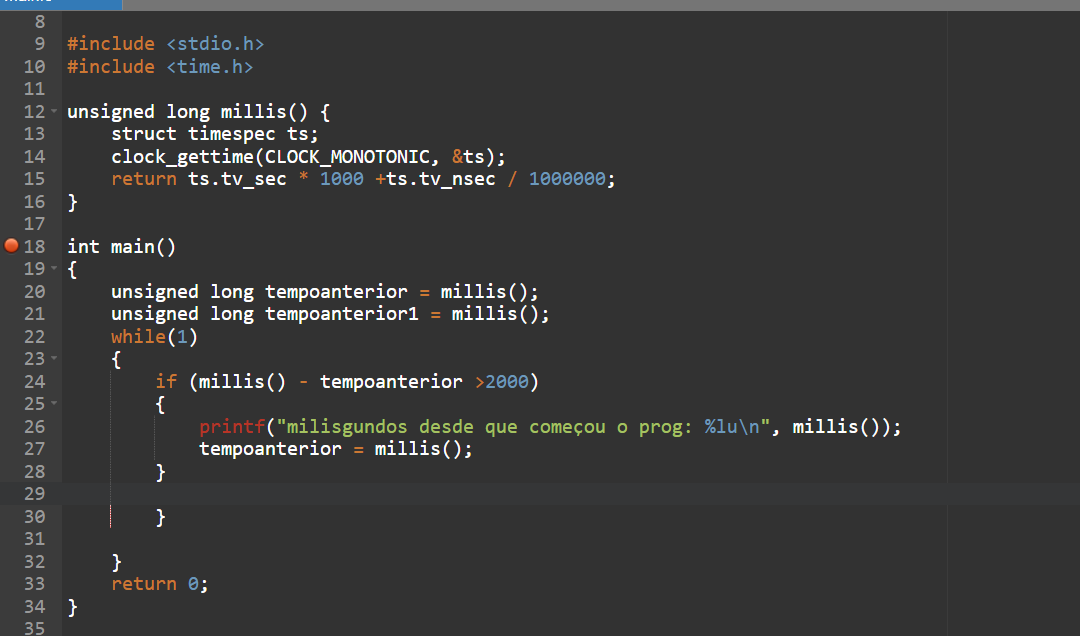 8
9 #include <stdio.h>
10 #include <time.h>
11
12 unsigned long millis() {
13     struct timespec ts;
14     clock_gettime(CLOCK_MONOTONIC, &ts);
15     return ts.tv_sec * 1000 +ts.tv_nsec / 1000000;
16 }
17
18 int main()
19 {
20     unsigned long tempoanterior = millis();
21     unsigned long tempoanterior1 = millis();
22     while(1)
23     {
24         if (millis() - tempoanterior >2000)
25         {
26             printf("milisgundos desde que começou o prog: %lu\n", millis());
27             tempoanterior = millis();
28         }
29
30         }
31
32     }
33     return 0;
34 }
35